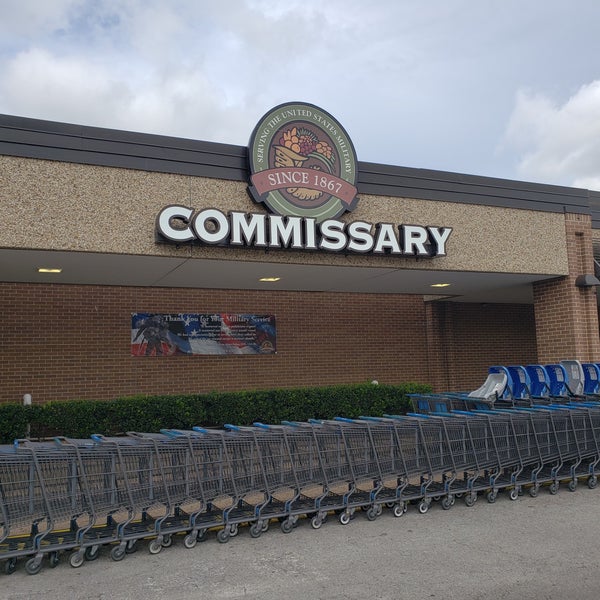 SERVING THE UNITED STATES MILITARY
SINCE 1867
COMMISSARY
Thank You for Your Military Service